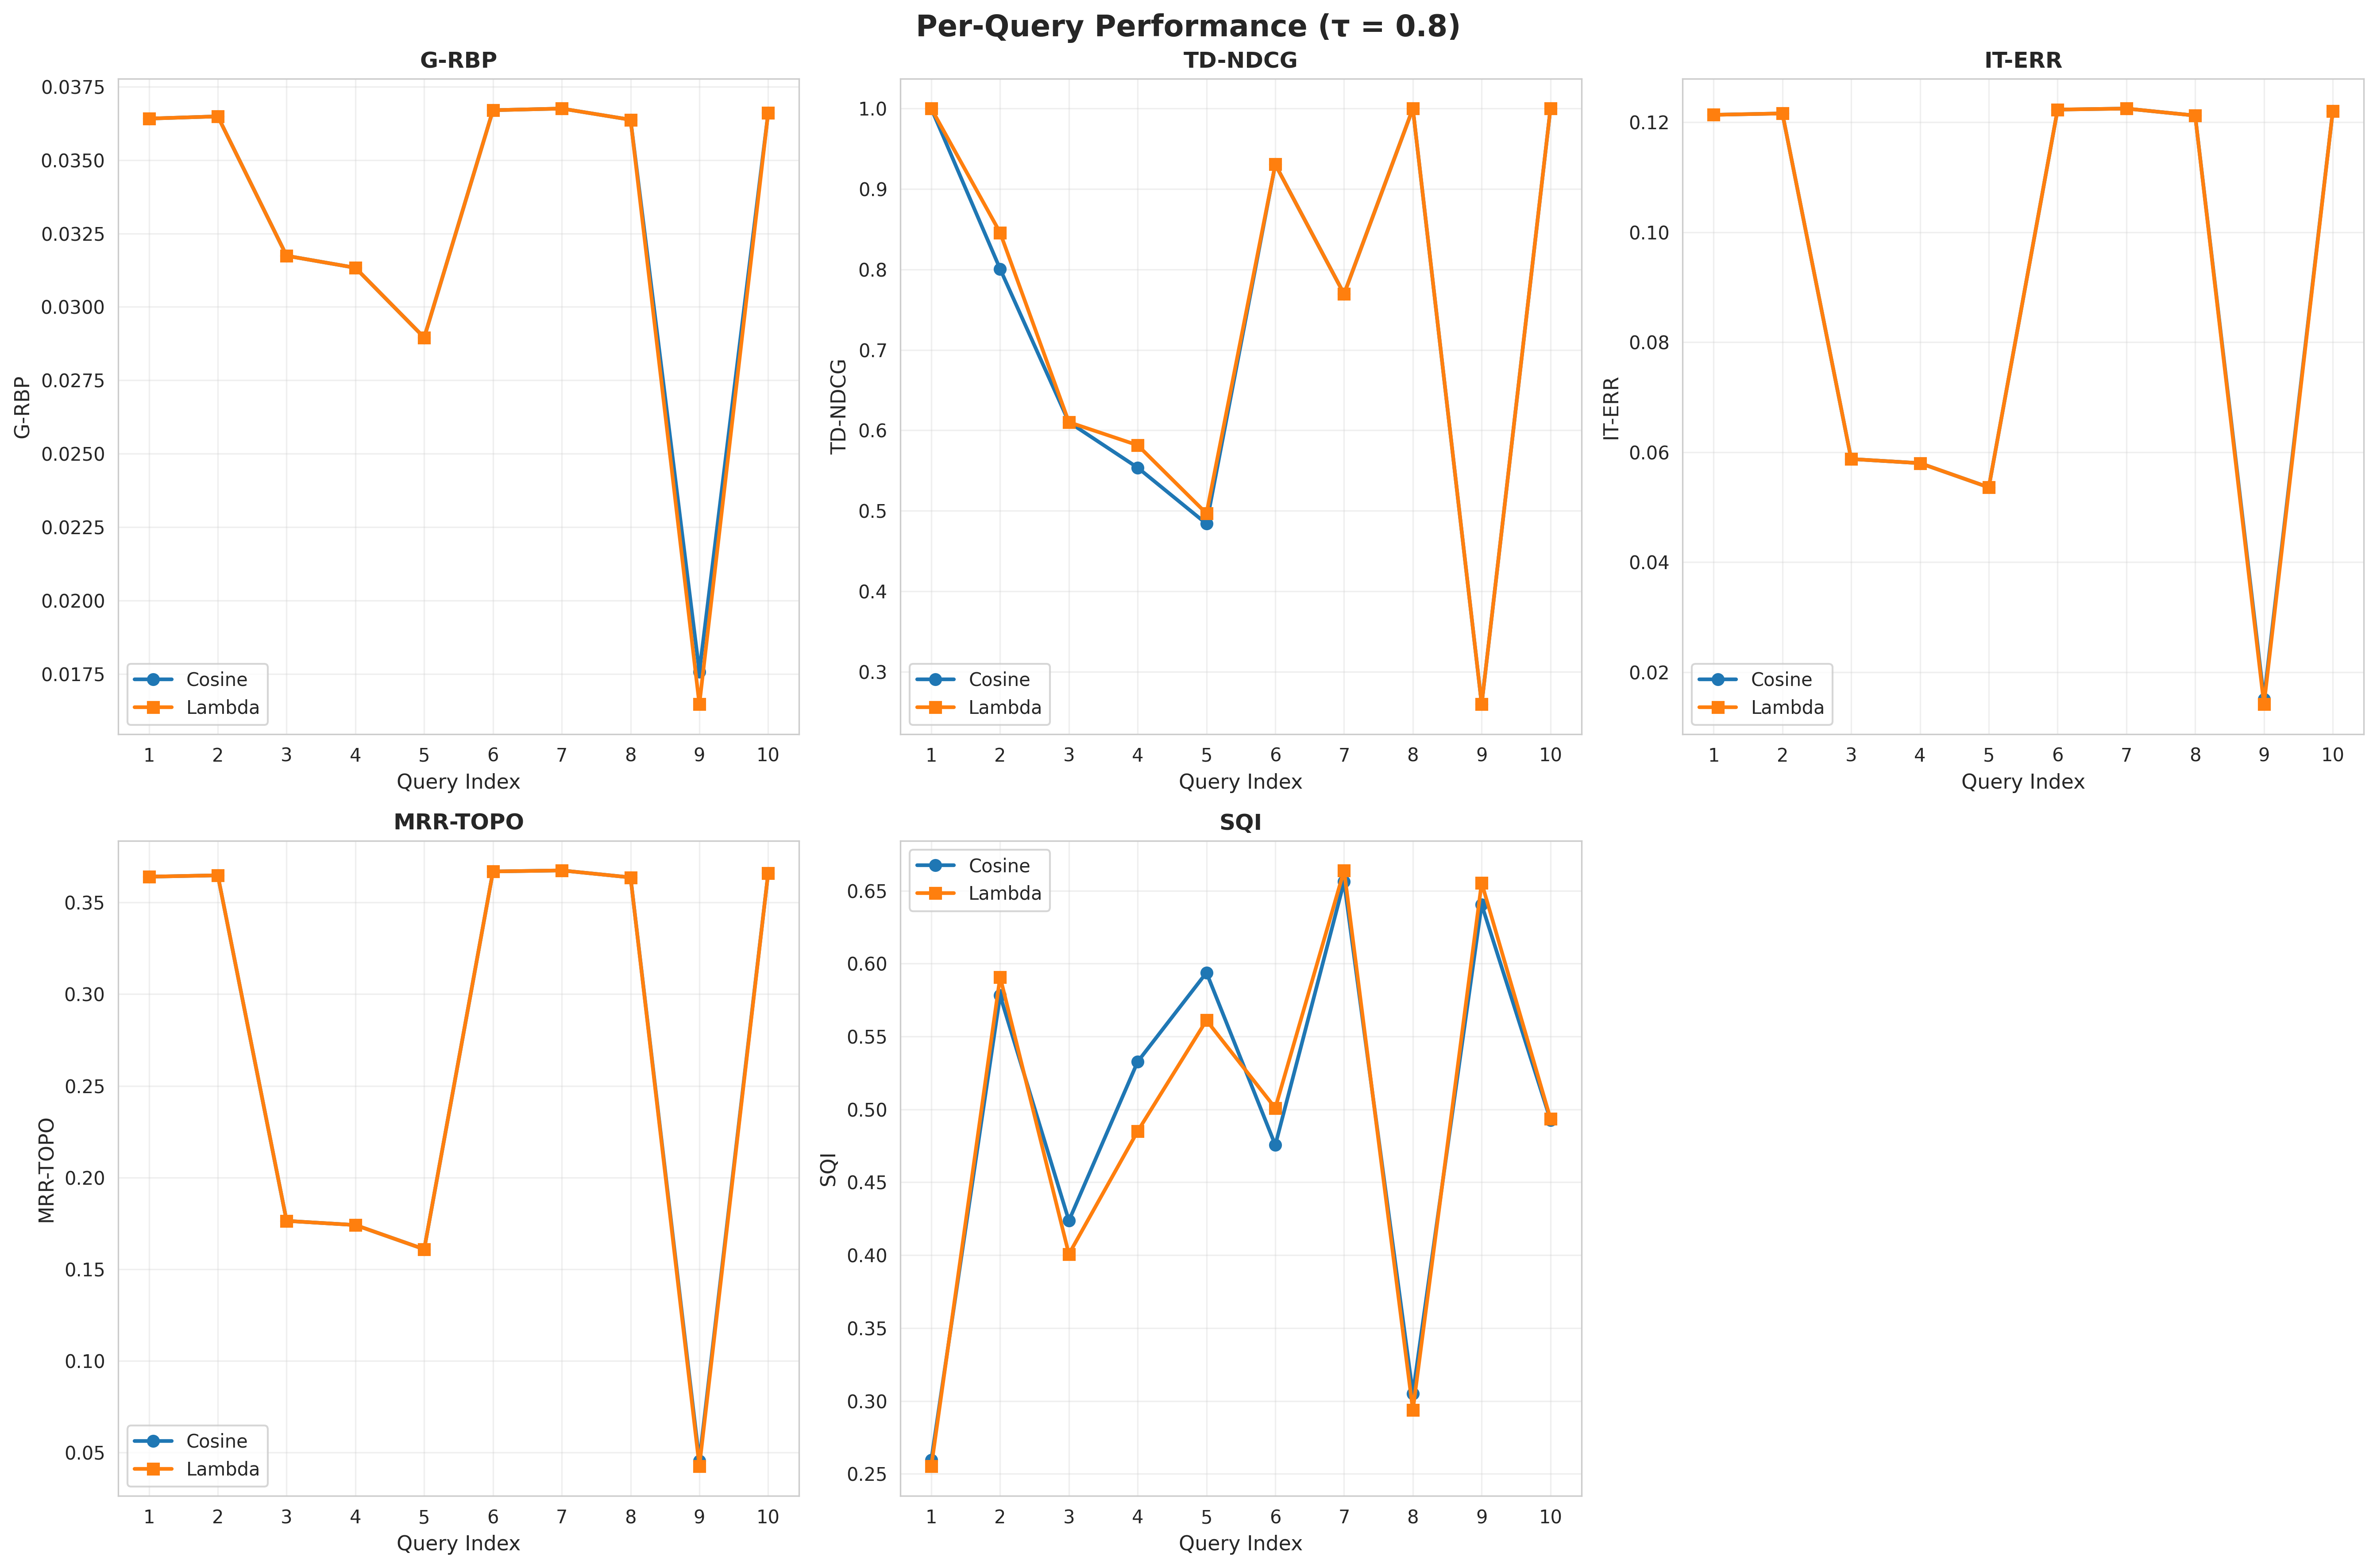 Per-Query Performance (τ = 0.8)
G-RBP
0.0375
0.0350
0.0325
0.0300
0.0275
0.0250
0.0225
0.0200
0.0175
G-RBP
Cosine
Lambda
1 2 3 4 5 6 7 8 9 10
Query Index
TD-NDCG
1.0
0.9
0.8
0.7
0.6
0.5
0.4
0.3
TD-NDCG
Cosine
Lambda
1 2 3 4 5 6 7 8 9 10
Query Index
IT-ERR
0.12
0.10
0.08
0.06
0.04
0.02
IT-ERR
Cosine
Lambda
1 2 3 4 5 6 7 8 9 10
Query Index
MRR-TOPO
0.35
0.30
0.25
0.20
0.15
0.10
0.05
MRR-TOPO
Cosine
Lambda
1 2 3 4 5 6 7 8 9 10
Query Index
SQI
0.65
0.60
0.55
0.50
0.45
0.40
0.35
0.30
0.25
SQI
Cosine
Lambda
1 2 3 4 5 6 7 8 9 10
Query Index